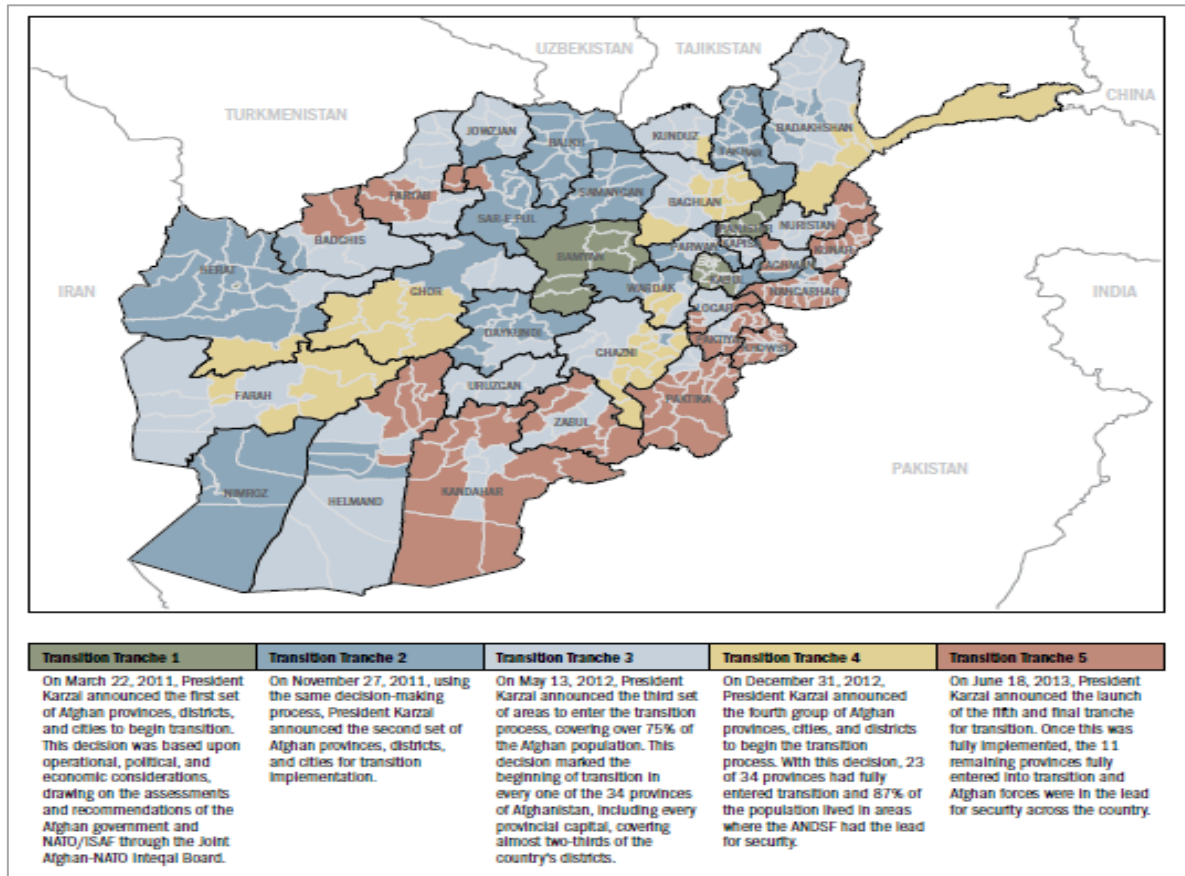 UZBEKISTAN
TAJIKISTAN
CHINA
TURKMENISTAN
JOWZJAN
BALKH
KUNDUZ
TAKHAR
BADAKHSHAN
FARYAB
SAMANGAN
BAGHLAN
SAR-E PUL
PANJSHIR
NURISTAN
BADGHIS
BAMYAN
PARWAN
KAPISA
KUNAR
LAGHMAN
HERAT
KABUL
IRAN
GHOR
WARDAK
NANGARHAR
INDIA
LOGAR
DAYKUNDI
PAKTIYA
KHOWST
GHAZNI
URUZGAN
FARAH
PAKTIKA
ZABUL
PAKISTAN
NIMROZ
HELMAND
KANDAHAR
Transition Tranche 1
On March 22, 2011, President
Karzai announced the first set
of Afghan provinces, districts,
and cities to begin transition.
This decision was based upon
operational, political, and
economic considerations,
drawing on the assessments
and recommendations of the
Afghan government and
NATO/ISAF through the Joint
Afghan-NATO Inteqal Board.
Transition Tranche 2
On November 27, 2011, using
the same decision-making
process, President Karzai
announced the second set of
Afghan provinces, districts,
and cities for transition
implementation.
Transition Tranche 3
On May 13, 2012, President
Karzai announced the third set
of areas to enter the transition
process, covering over 75% of
the Afghan population. This
decision marked the
beginning of transition in
every one of the 34 provinces
of Afghanistan, including every
provincial capital, covering
almost two-thirds of the
country's districts.
Transition Tranche 4
On December 31, 2012,
President Karzai announced
the fourth group of Afghan
provinces, cities, and districts
to begin the transition
process. With this decision, 23
of 34 provinces had fully
entered transition and 87% of
the population lived in areas
where the ANDSF had the lead
for security.
Transition Tranche 5
On June 18, 2013, President
Karzai announced the launch
of the fifth and final tranche
for transition. Once this was
fully implemented, the 11
remaining provinces fully
entered into transition and
Afghan forces were in the lead
for security across the country.